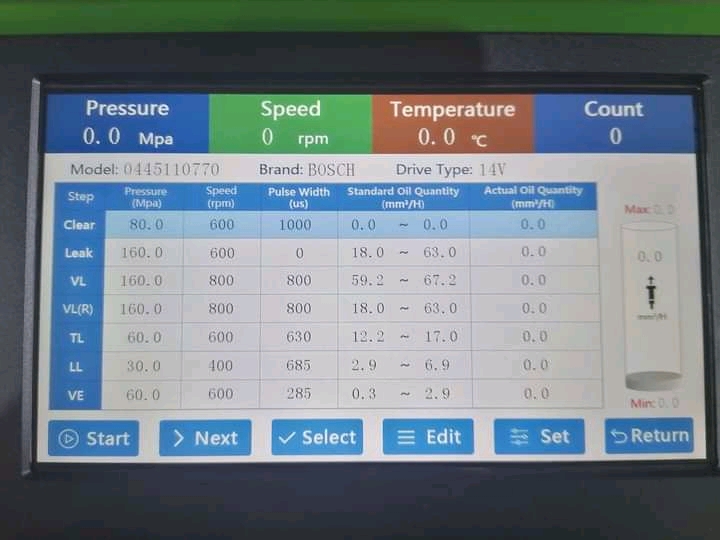 Pressure Speed Temperature Count
0.0 Mpa 0 rpm 0.0 ℃ 0
Model: 0445110770 Brand: BOSCH Drive Type: 14V
Step Pressure (Mpa) Speed (rpm) Pulse Width (us) Standard Oil Quantity (mm³/H) Actual Oil Quantity (mm³/H)
Clear 80.0 600 1000 0.0 ~ 0.0 0.0
Leak 160.0 600 0 18.0 ~ 63.0 0.0
VL 160.0 800 800 59.2 ~ 67.2 0.0
VL(R) 160.0 800 800 18.0 ~ 63.0 0.0
TL 60.0 600 630 12.2 ~ 17.0 0.0
LL 30.0 400 685 2.9 ~ 6.9 0.0
VE 60.0 600 285 0.3 ~ 2.9 0.0
Max: 0.0
0.0
mm³/H
Min: 0.0
Start Next Select Edit Set Return